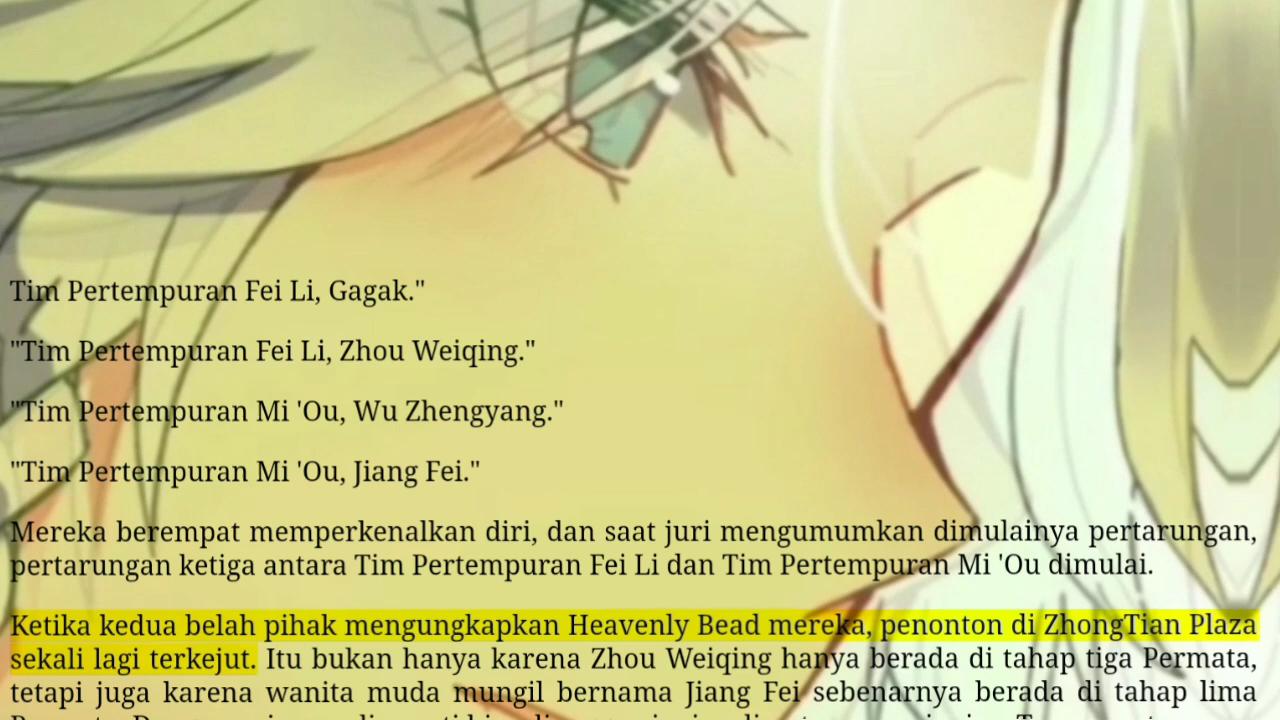 Tim Pertempuran Fei Li, Gagak."
"Tim Pertempuran Fei Li, Zhou Weiqing."
"Tim Pertempuran Mi 'Ou, Wu Zhengyang."
"Tim Pertempuran Mi 'Ou, Jiang Fei."
Mereka berempat memperkenalkan diri, dan saat juri mengumumkan dimulainya pertarungan,
pertarungan ketiga antara Tim Pertempuran Fei Li dan Tim Pertempuran Mi 'Ou dimulai.
Ketika kedua belah pihak mengungkapkan Heavenly Bead mereka, penonton di ZhongTian Plaza
sekali lagi terkejut. Itu bukan hanya karena Zhou Weiqing hanya berada di tahap tiga Permata,
tetapi juga karena wanita muda mungil bernama Jiang Fei sebenarnya berada di tahap lima